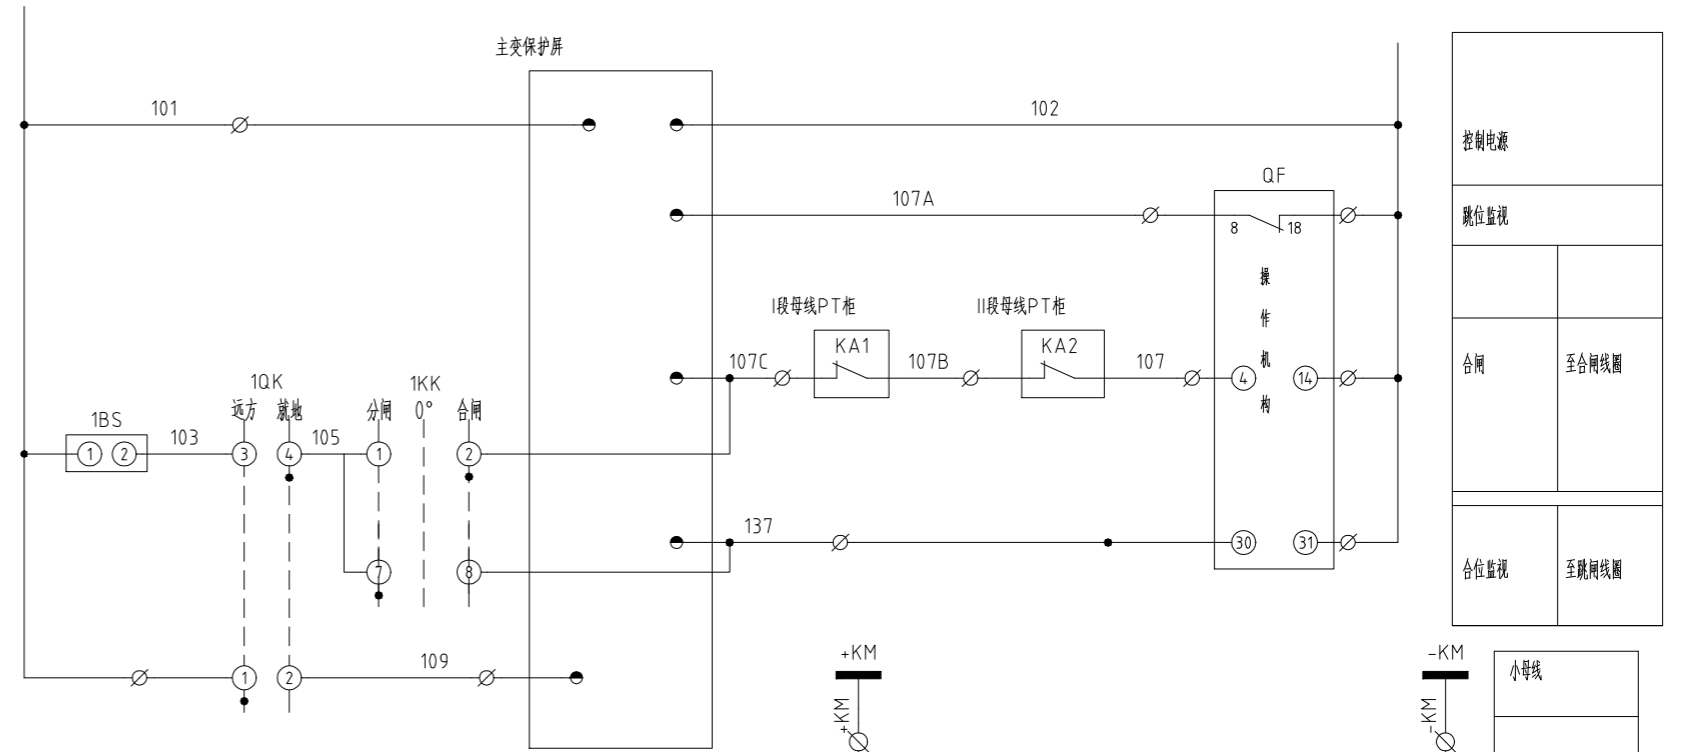 主变保护屏
101
102
控制电源
QF
107A
跳位监视
8
18
操作机构
I段母线PT柜
II段母线PT柜
KA1
KA2
107C
107B
107
4
14
合闸
至合闸线圈
1QK
1KK
远方
就地
分闸
0°
合闸
1BS
103
105
1
2
3
4
1
2
137
30
31
合位监视
至跳闸线圈
7
8
109
1
2
+KM
-KM
小母线
+KM
-KM